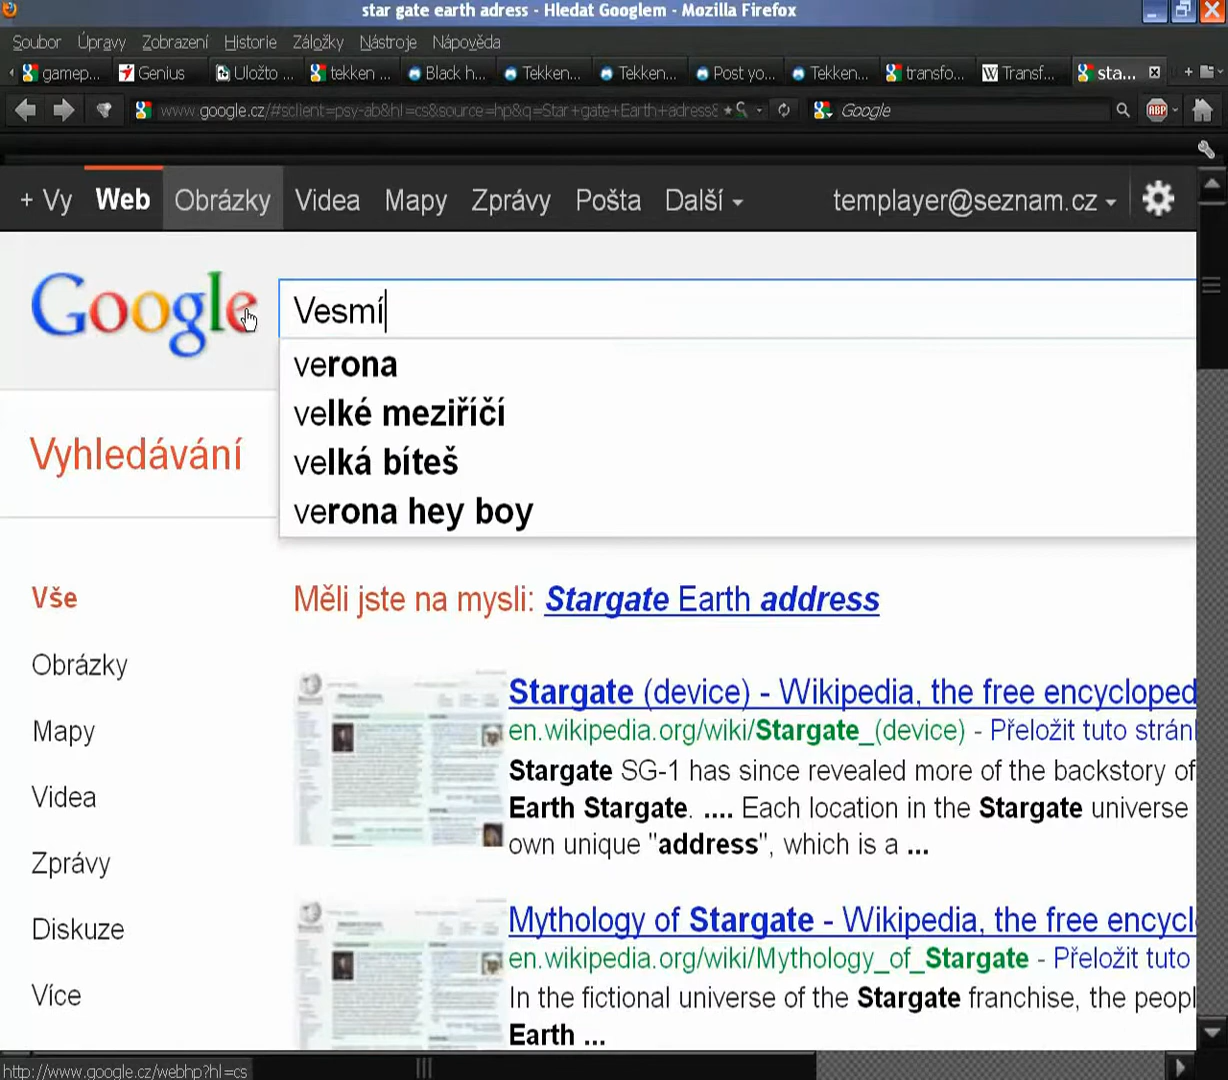 star gate earth adress - Hledat Googlem - Mozilla Firefox
Soubor Úpravy Zobrazení Historie Záložky Nástroje Nápověda
gamep... Genius Uložto ... tekken Black h... Tekken... Tekken... Post yo... Tekken... transfo... Transf... sta...
www.google.cz/#sclient=psy-ab&hl=cs&source=hp&q=Star+gate+Earth+adress& Google ABP
+ Vy Web Obrázky Videa Mapy Zprávy Pošta Další templayer@seznam.cz
Google
Vesmí
verona
velké meziříčí
velká bíteš
verona hey boy
Vyhledávání
Vše
Obrázky
Mapy
Videa
Zprávy
Diskuze
Více
Měli jste na mysli: Stargate Earth address
Stargate (device) - Wikipedia, the free encycloped
en.wikipedia.org/wiki/Stargate_(device) - Přeložit tuto strán
Stargate SG-1 has since revealed more of the backstory of
Earth Stargate. .... Each location in the Stargate universe
own unique "address", which is a ...
Mythology of Stargate - Wikipedia, the free encycl
en.wikipedia.org/wiki/Mythology_of_Stargate - Přeložit tuto
In the fictional universe of the Stargate franchise, the peopl
Earth ...
http://www.google.cz/webhp?hl=cs